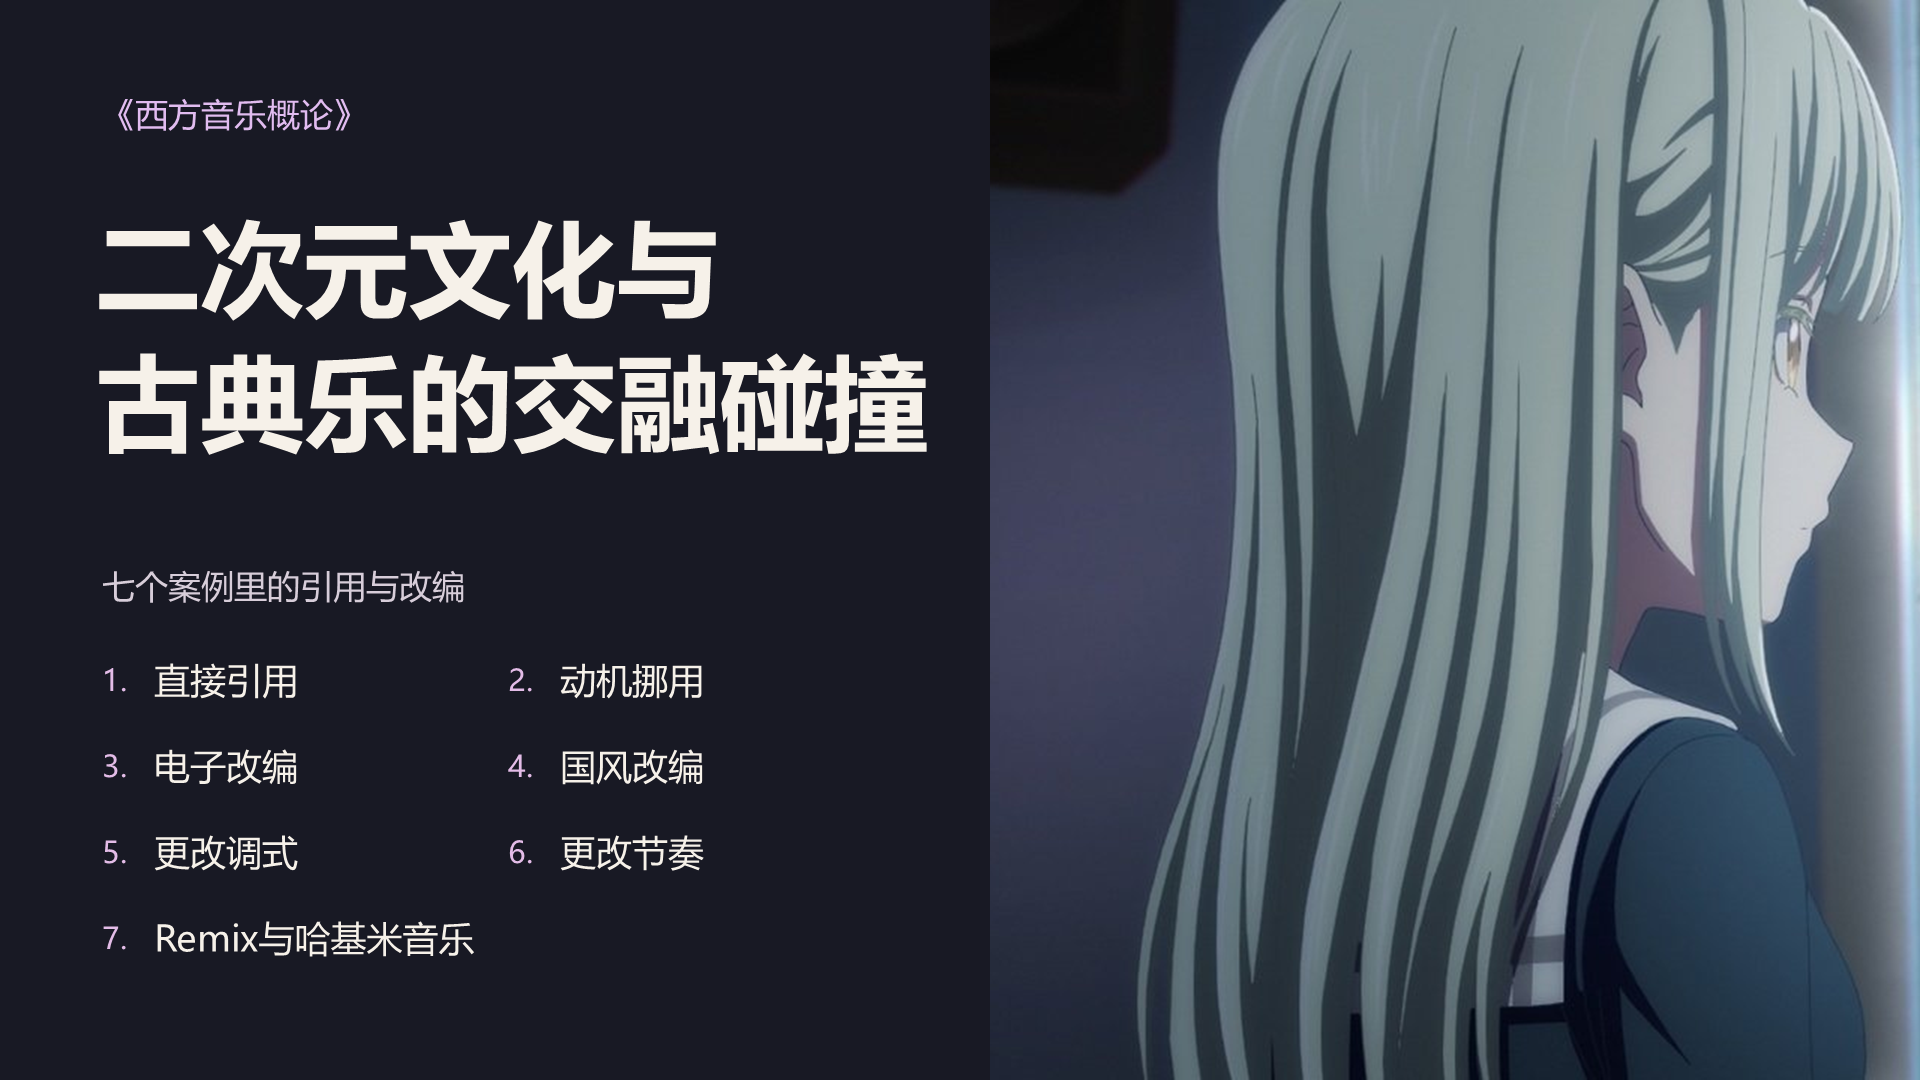 《西方音乐概论》
二次元文化与
古典乐的交融碰撞
七个案例里的引用与改编
1. 直接引用
2. 动机挪用
3. 电子改编
4. 国风改编
5. 更改调式
6. 更改节奏
7. Remix与哈基米音乐